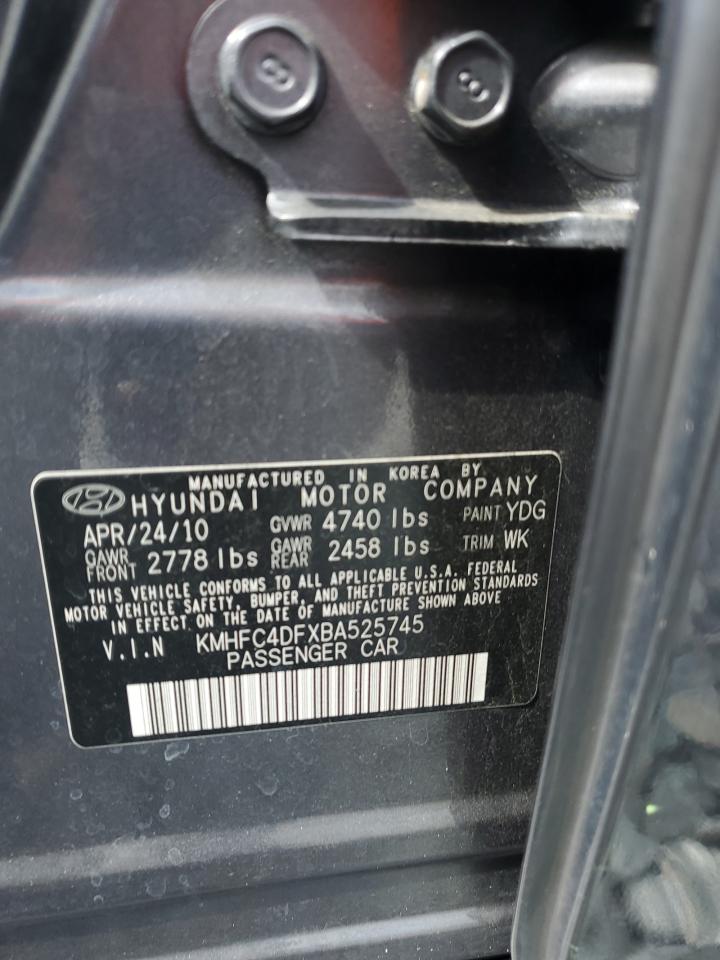 8 8
MANUFACTURED IN KOREA BY
HYUNDAI MOTOR COMPANY
APR/24/10 GVWR 4740 lbs PAINT YDG
GAWR FRONT 2778 lbs GAWR REAR 2458 lbs TRIM WK
THIS VEHICLE CONFORMS TO ALL APPLICABLE U.S.A. FEDERAL
MOTOR VEHICLE SAFETY, BUMPER, AND THEFT PREVENTION STANDARDS
IN EFFECT ON THE DATE OF MANUFACTURE SHOWN ABOVE
V.I.N KMHFC4DFXBA525745
PASSENGER CAR